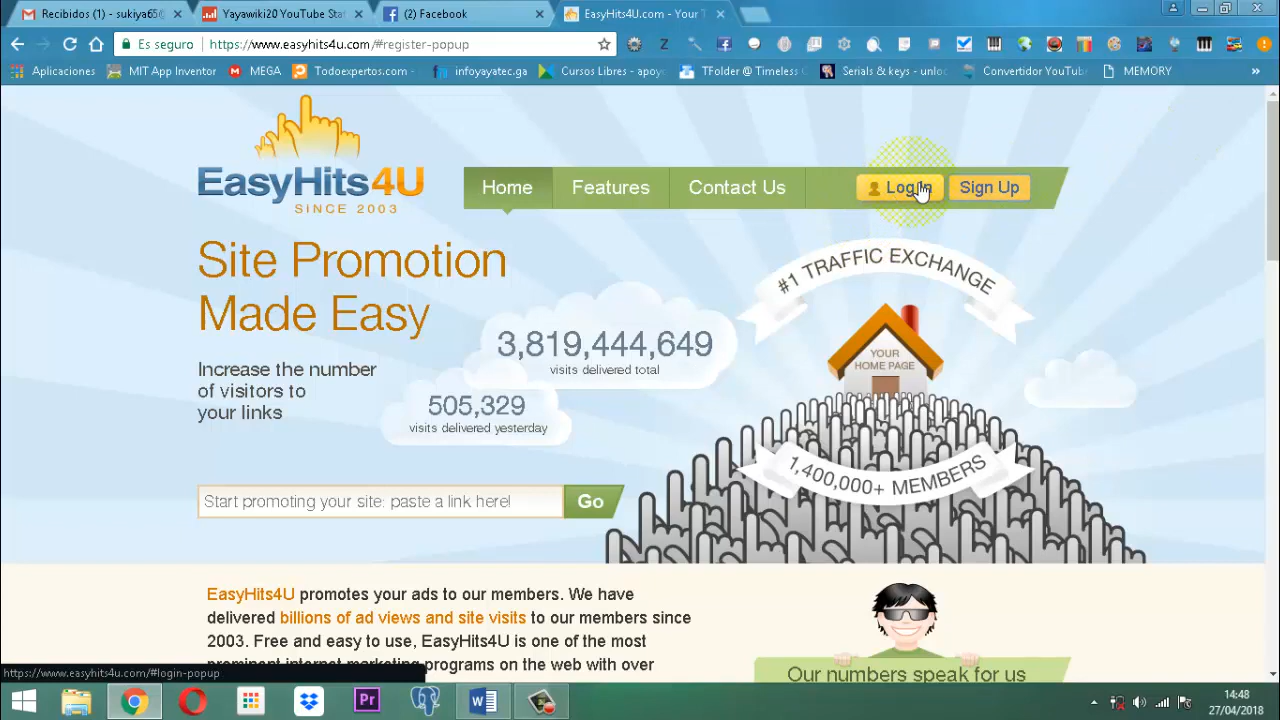 Recibidos (1) - sukiya65@
Yayawiki20 YouTube Stat
(2) Facebook
EasyHits4U.com - Your T
Es seguro
https://www.easyhits4u.com/#register-popup
Aplicaciones
MIT App Inventor
MEGA
Todoexpertos.com -
infoyayatec.ga
Cursos Libres - apoy
TFolder @ Timeless
Serials & keys - unloc
Convertidor YouTub
MEMORY
»
EasyHits4U
SINCE 2003
Home
Features
Contact Us
Log In
Sign Up
Site Promotion
Made Easy
#1 TRAFFIC EXCHANGE
3,819,444,649
visits delivered total
YOUR
HOME PAGE
Increase the number
of visitors to
your links
505,329
visits delivered yesterday
1,400,000+ MEMBERS
Start promoting your site: paste a link here!
Go
EasyHits4U promotes your ads to our members. We have
delivered billions of ad views and site visits to our members since
2003. Free and easy to use, EasyHits4U is one of the most
prominent internet marketing programs on the web with over
Our numbers speak for us
https://www.easyhits4u.com/#login-popup
Pr
14:48
27/04/2018